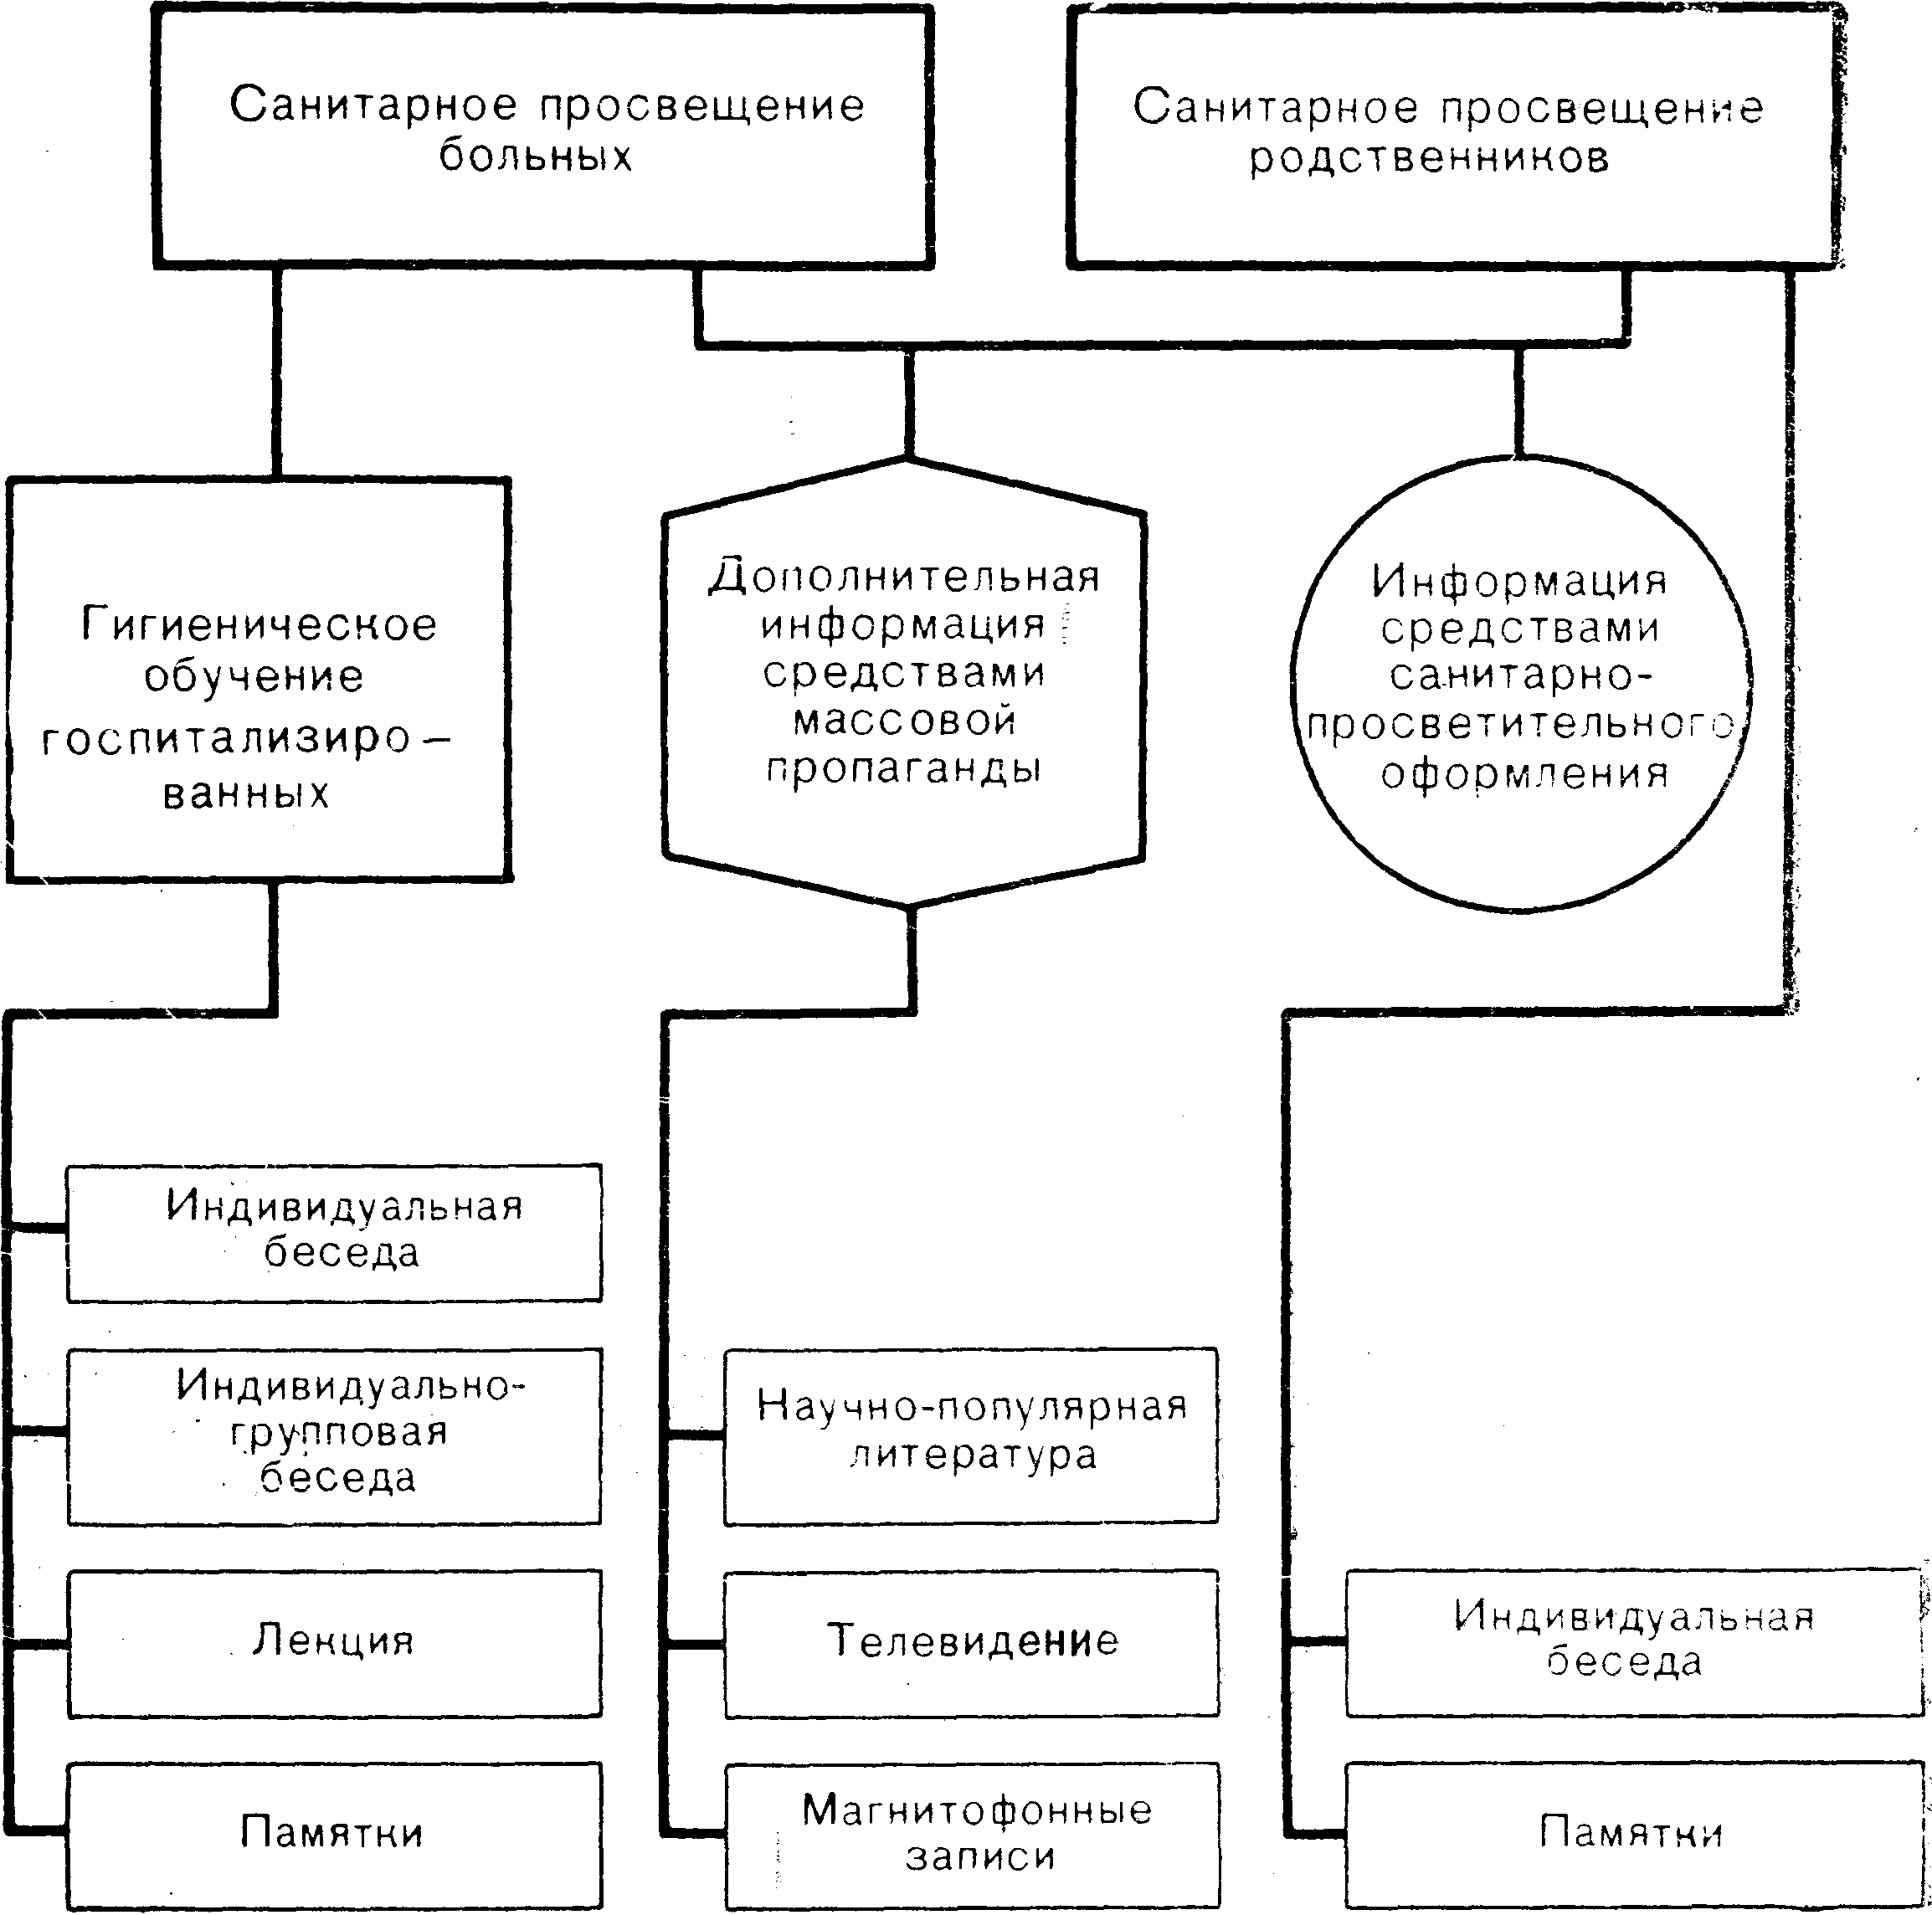 Санитарное просвещение
больных
Санитарное просвещение
родственников
Гигиеническое
обучение
госпитализиро –
ванных
Дополнительная
информация
средствами
массовой
пропаганды
Информация
средствами
санитарно-
просветительного
оформления
Индивидуальная
беседа
Индивидуально-
групповая
беседа
Лекция
Памятки
Научно-популярная
литература
Телевидение
Магнитофонные
записи
Индивидуальная
беседа
Памятки